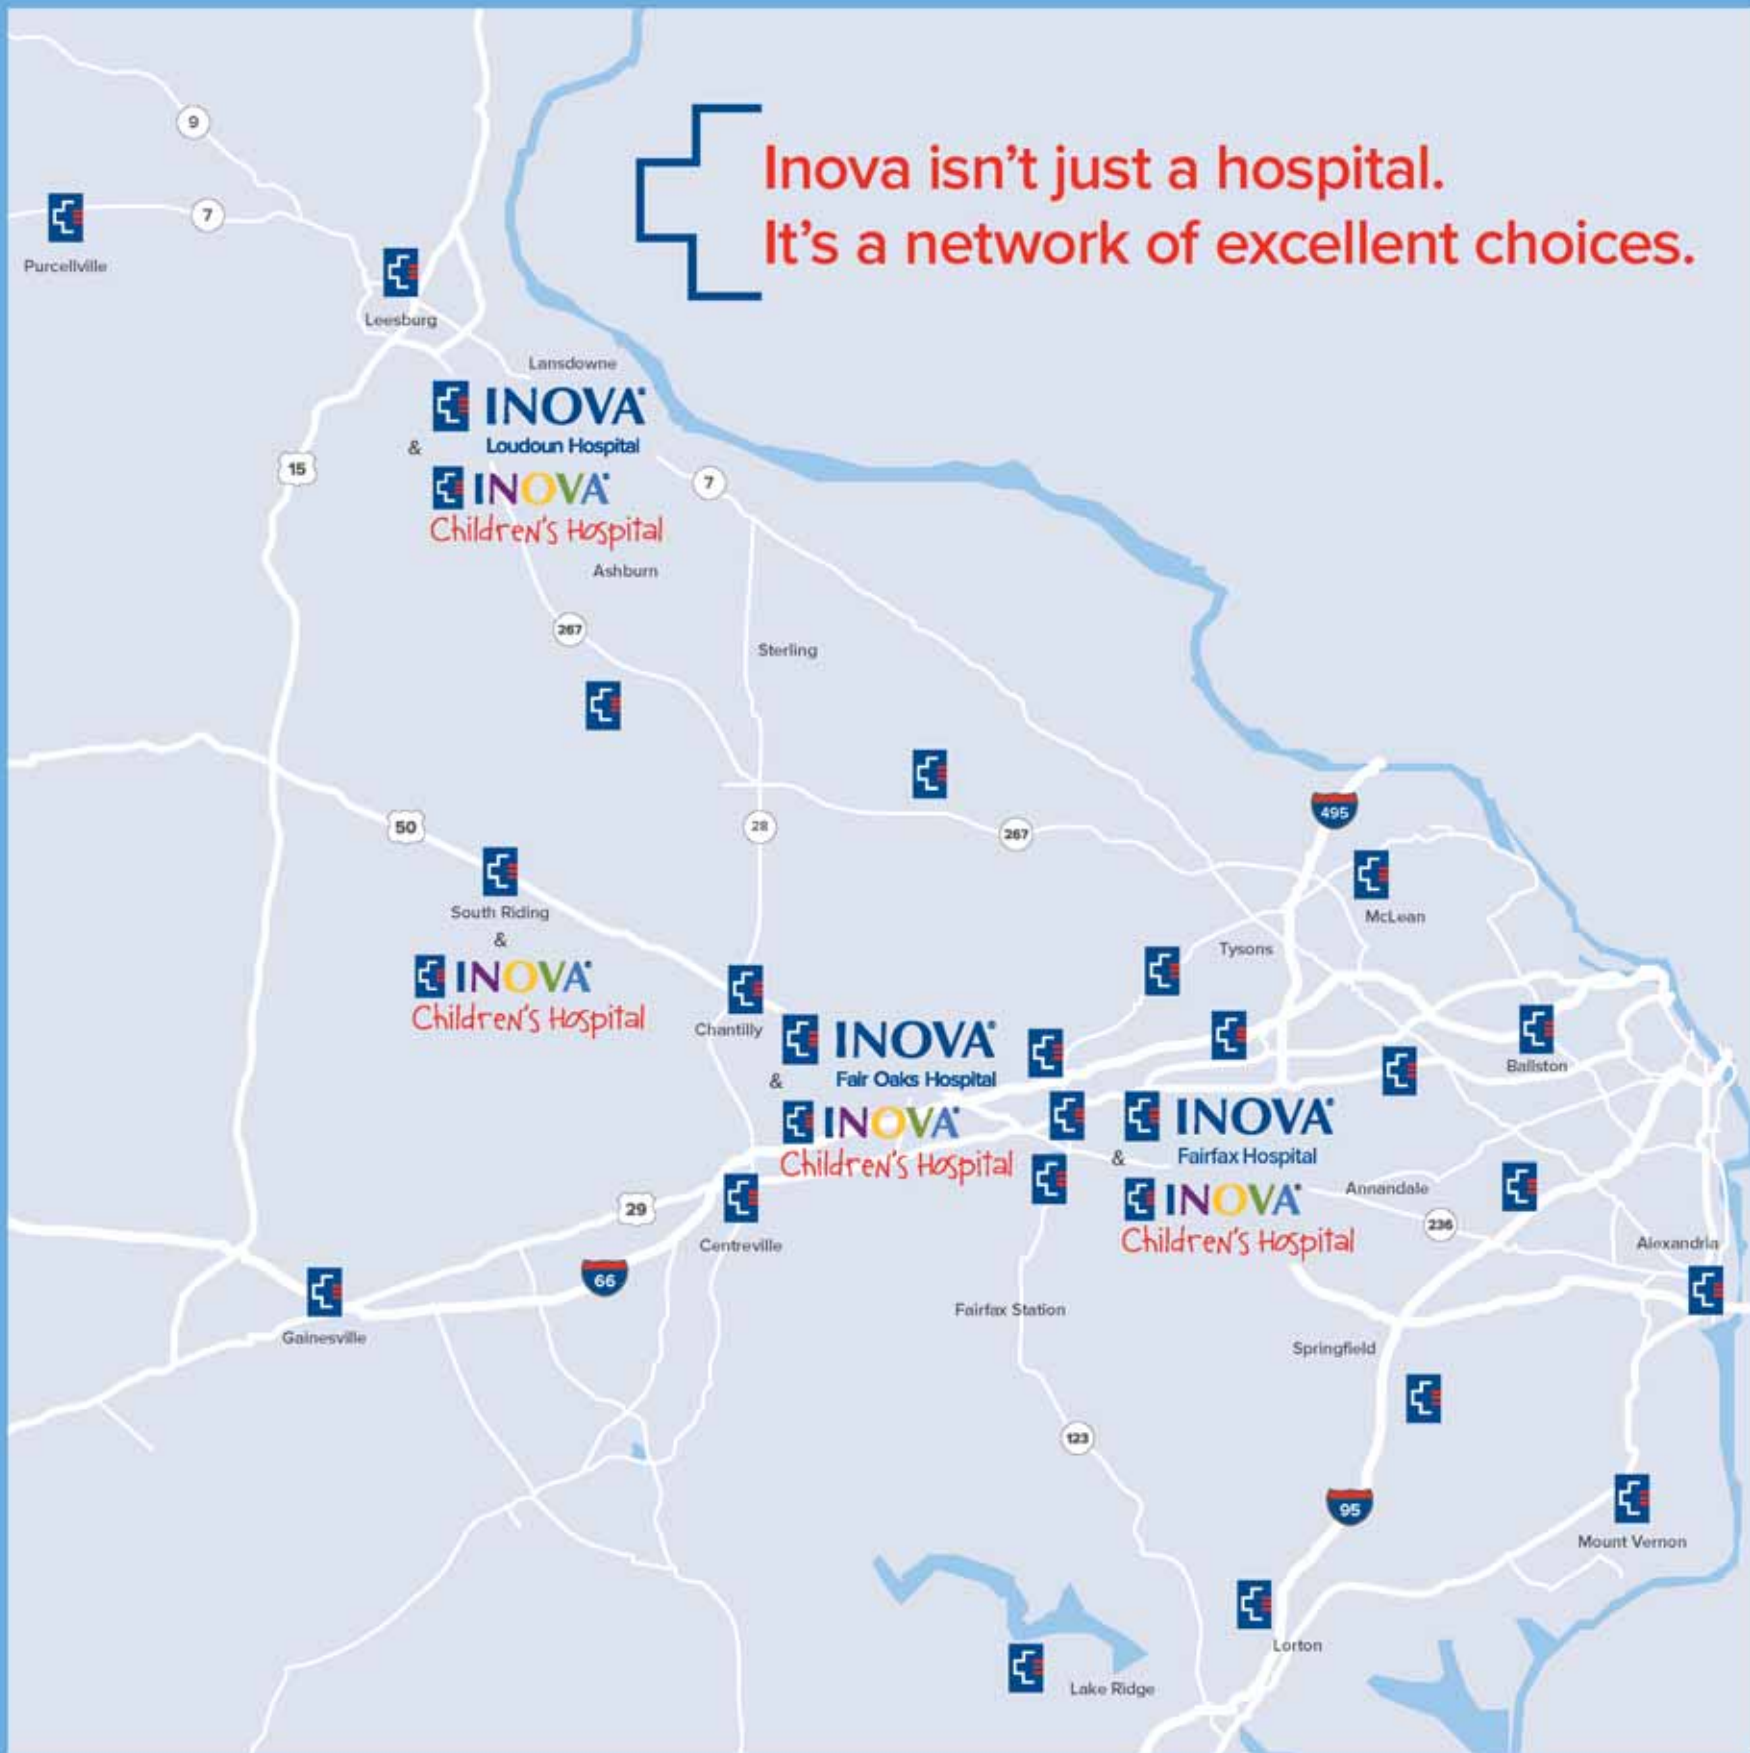 Inova isn't just a hospital.
It's a network of excellent choices.
9
7
Purcellville
Leesburg
Lansdowne
INOVA®
Loudoun Hospital
&
INOVA®
Children's Hospital
15
7
Ashburn
267
Sterling
50
28
267
495
South Riding
&
INOVA®
Children's Hospital
McLean
Tysons
Chantilly
INOVA®
Fair Oaks Hospital
&
INOVA®
Children's Hospital
Ballston
INOVA®
Fairfax Hospital
&
INOVA®
Children's Hospital
Annandale
236
29
Centreville
66
Alexandria
Gainesville
Fairfax Station
Springfield
123
95
Mount Vernon
Lorton
Lake Ridge